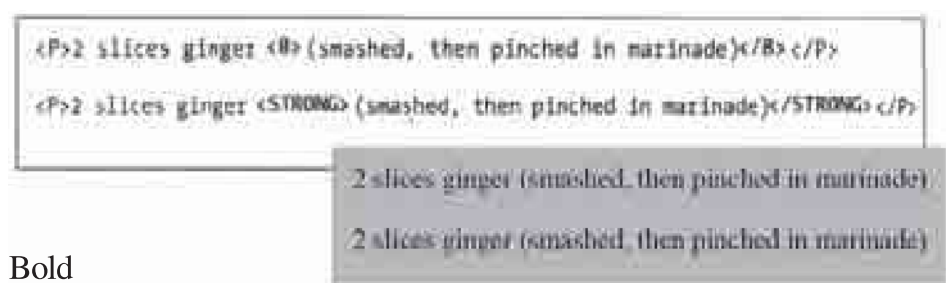 <P>2 slices ginger <B>(smashed, then pinched in marinade)</B></P>
<P>2 slices ginger <STRONG>(smashed, then pinched in marinade)</STRONG></P>
2 slices ginger (smashed, then pinched in marinade)
2 slices ginger (smashed, then pinched in marinade)
Bold